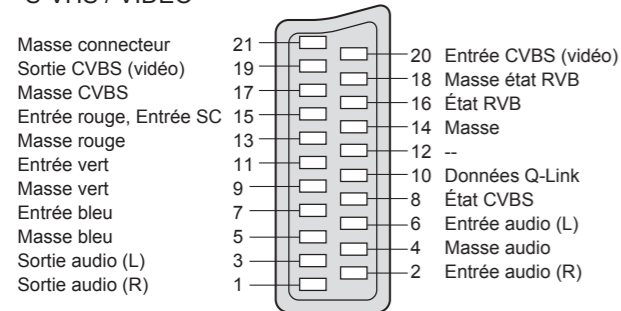 S-VHS / VIDEO
Masse connecteur 21
Sortie CVBS (vidéo) 19
Masse CVBS 17
Entrée rouge, Entrée SC 15
Masse rouge 13
Entrée vert 11
Masse vert 9
Entrée bleu 7
Masse bleu 5
Sortie audio (L) 3
Sortie audio (R) 1
20 Entrée CVBS (vidéo)
18 Masse état RVB
16 État RVB
14 Masse
12 --
10 Données Q-Link
8 État CVBS
6 Entrée audio (L)
4 Masse audio
2 Entrée audio (R)